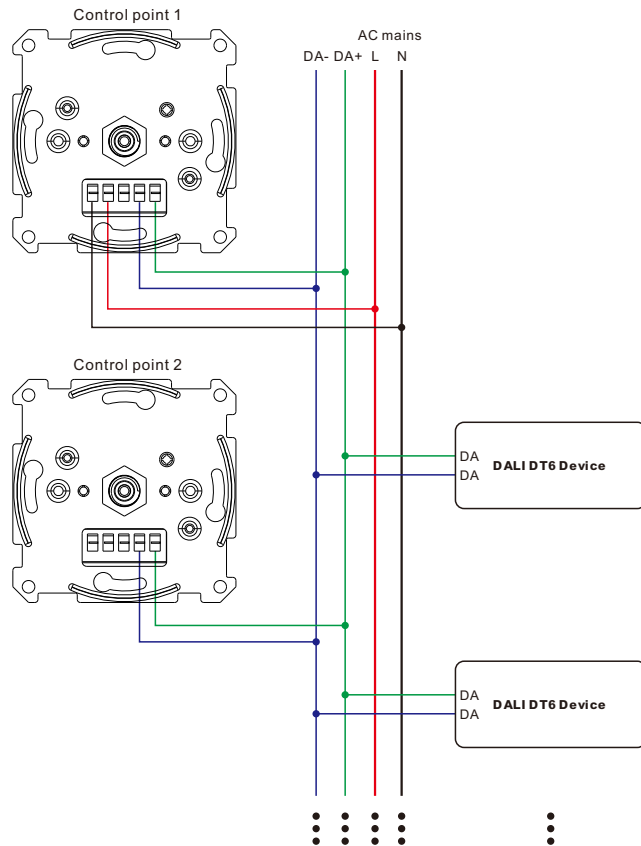 Control point 1
AC mains
DA- DA+ L N
Control point 2
DA
DA
DALI DT6 Device
DA
DA
DALI DT6 Device